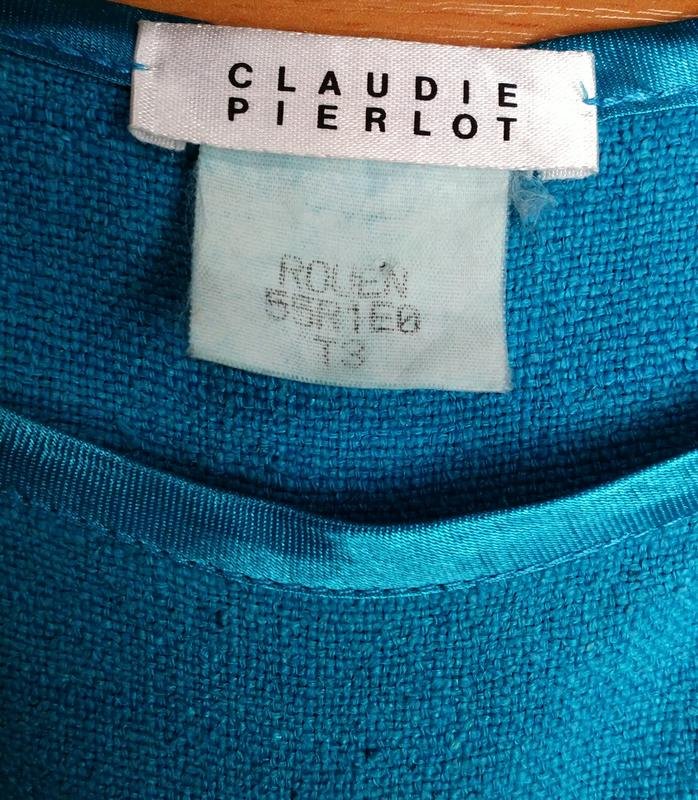 CLAUDIE
PIERLOT
ROUEN
55R1E0
T3